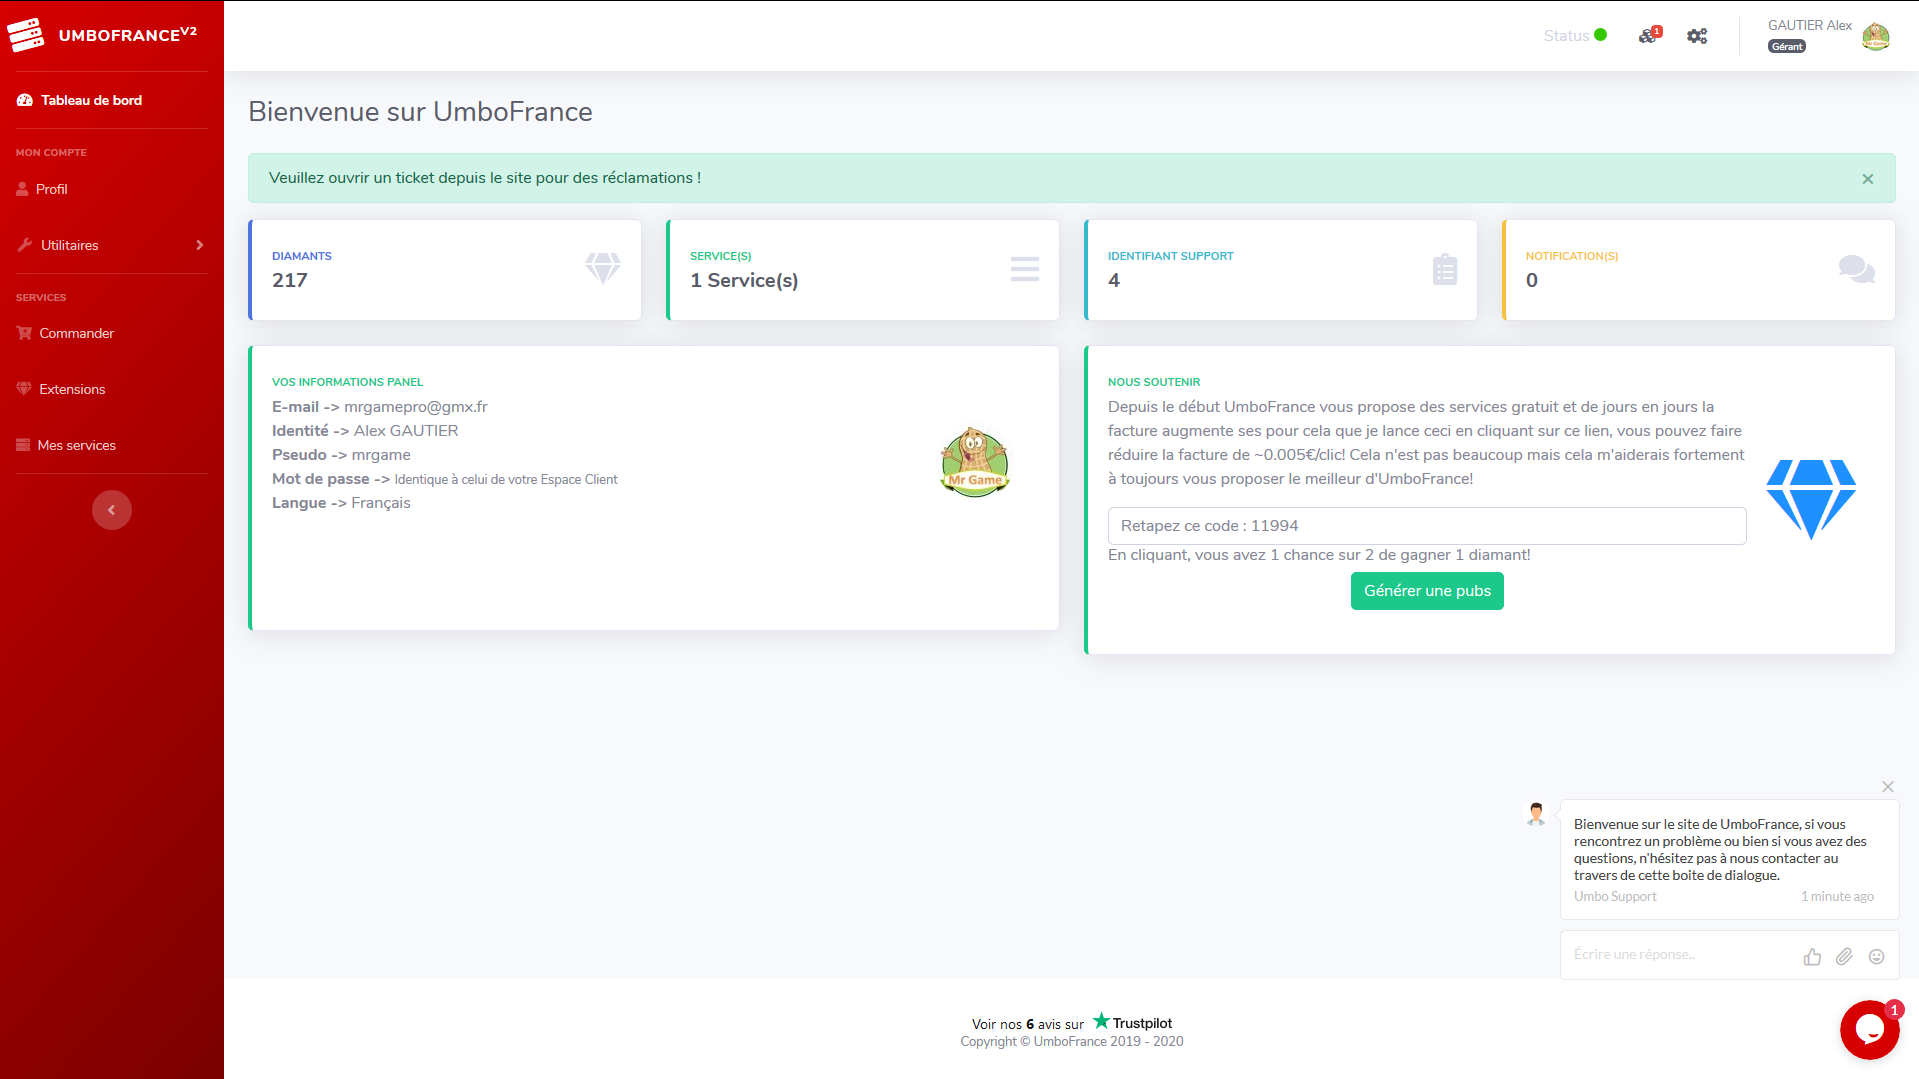 UMBOFRANCEV2
Tableau de bord
MON COMPTE
Profil
Utilitaires
SERVICES
Commander
Extensions
Mes services
Status
1
GAUTIER Alex
Gérant
Bienvenue sur UmboFrance
Veuillez ouvrir un ticket depuis le site pour des réclamations !
×
DIAMANTS
217
SERVICE(S)
1 Service(s)
IDENTIFIANT SUPPORT
4
NOTIFICATION(S)
0
VOS INFORMATIONS PANEL
E-mail -> mrgamepro@gmx.fr
Identité -> Alex GAUTIER
Pseudo -> mrgame
Mot de passe -> Identique à celui de votre Espace Client
Langue -> Français
Mr Game
NOUS SOUTENIR
Depuis le début UmboFrance vous propose des services gratuit et de jours en jours la
facture augmente ses pour cela que je lance ceci en cliquant sur ce lien, vous pouvez faire
réduire la facture de ~0.005€/clic! Cela n'est pas beaucoup mais cela m'aiderais fortement
à toujours vous proposer le meilleur d'UmboFrance!
Retapez ce code : 11994
En cliquant, vous avez 1 chance sur 2 de gagner 1 diamant!
Générer une pubs
Bienvenue sur le site de UmboFrance, si vous
rencontrez un problème ou bien si vous avez des
questions, n'hésitez pas à nous contacter au
travers de cette boite de dialogue.
Umbo Support 1 minute ago
Écrire une réponse..
1
Voir nos 6 avis sur Trustpilot
Copyright © UmboFrance 2019 - 2020